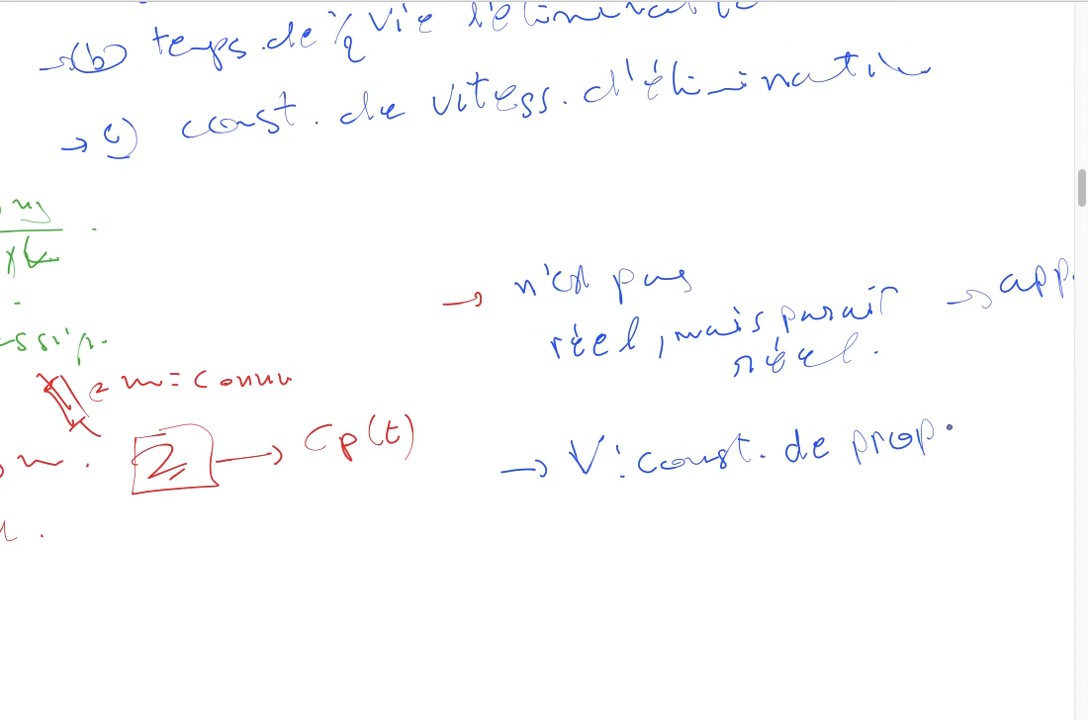 → (b) temps de ½ vie d'élimination
→ c) const. de vitess. d'élimination
→ n'est pas
réel, mais parait → app.
réel.
m = connu
2 → Cp(t)
→ V: const. de prop.